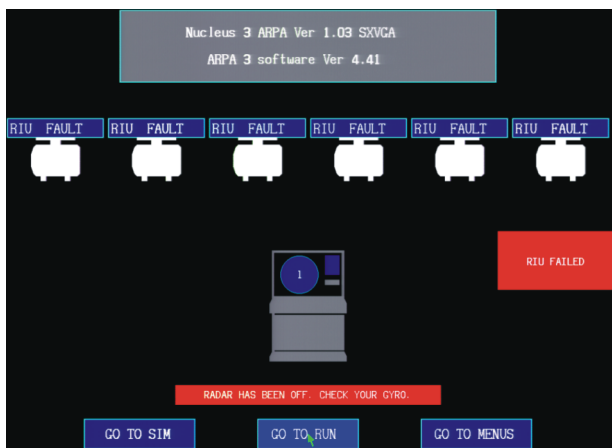 Nucleus 3 ARPA Ver 1.03 SXVGA
ARPA 3 software Ver 4.41
RIU FAULT RIU FAULT RIU FAULT RIU FAULT RIU FAULT RIU FAULT
RIU FAILED
1
RADAR HAS BEEN OFF. CHECK YOUR GYRO.
GO TO SIM GO TO RUN GO TO MENUS